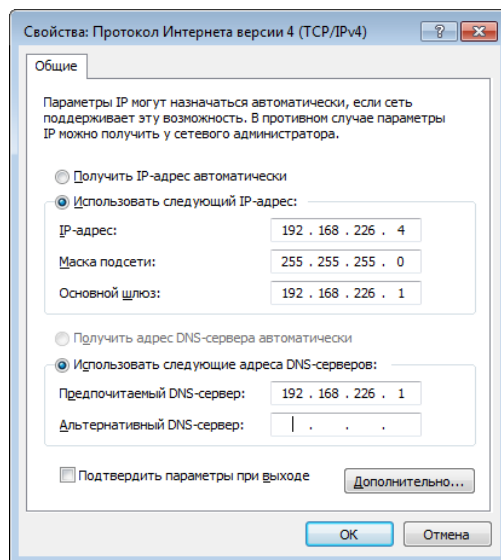 Свойства: Протокол Интернета версии 4 (TCP/IPv4)
Общие
Параметры IP могут назначаться автоматически, если сеть
поддерживает эту возможность. В противном случае параметры
IP можно получить у сетевого администратора.
Получить IP-адрес автоматически
Использовать следующий IP-адрес:
IP-адрес: 192 . 168 . 226 . 4
Маска подсети: 255 . 255 . 255 . 0
Основной шлюз: 192 . 168 . 226 . 1
Получить адрес DNS-сервера автоматически
Использовать следующие адреса DNS-серверов:
Предпочитаемый DNS-сервер: 192 . 168 . 226 . 1
Альтернативный DNS-сервер: . . .
Подтвердить параметры при выходе
Дополнительно...
OK Отмена